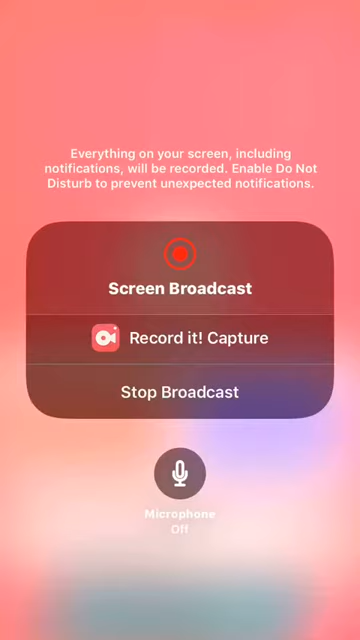 Everything on your screen, including
notifications, will be recorded. Enable Do Not
Disturb to prevent unexpected notifications.
Screen Broadcast
Record it! Capture
Stop Broadcast
Microphone
Off